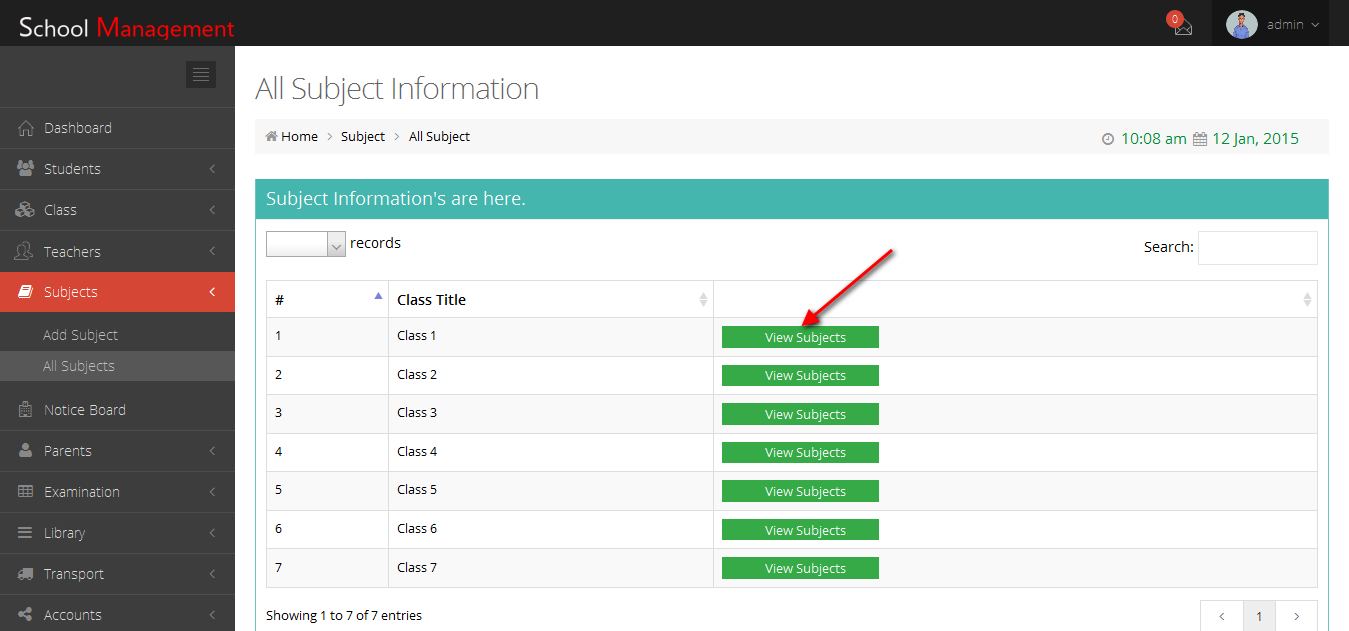 School Management
0
admin
All Subject Information
Home > Subject > All Subject
10:08 am 12 Jan, 2015
Dashboard
Students
Class
Teachers
Subjects
Add Subject
All Subjects
Notice Board
Parents
Examination
Library
Transport
Accounts
Subject Information's are here.
records
Search:
# Class Title
1 Class 1 View Subjects
2 Class 2 View Subjects
3 Class 3 View Subjects
4 Class 4 View Subjects
5 Class 5 View Subjects
6 Class 6 View Subjects
7 Class 7 View Subjects
Showing 1 to 7 of 7 entries
< 1 >